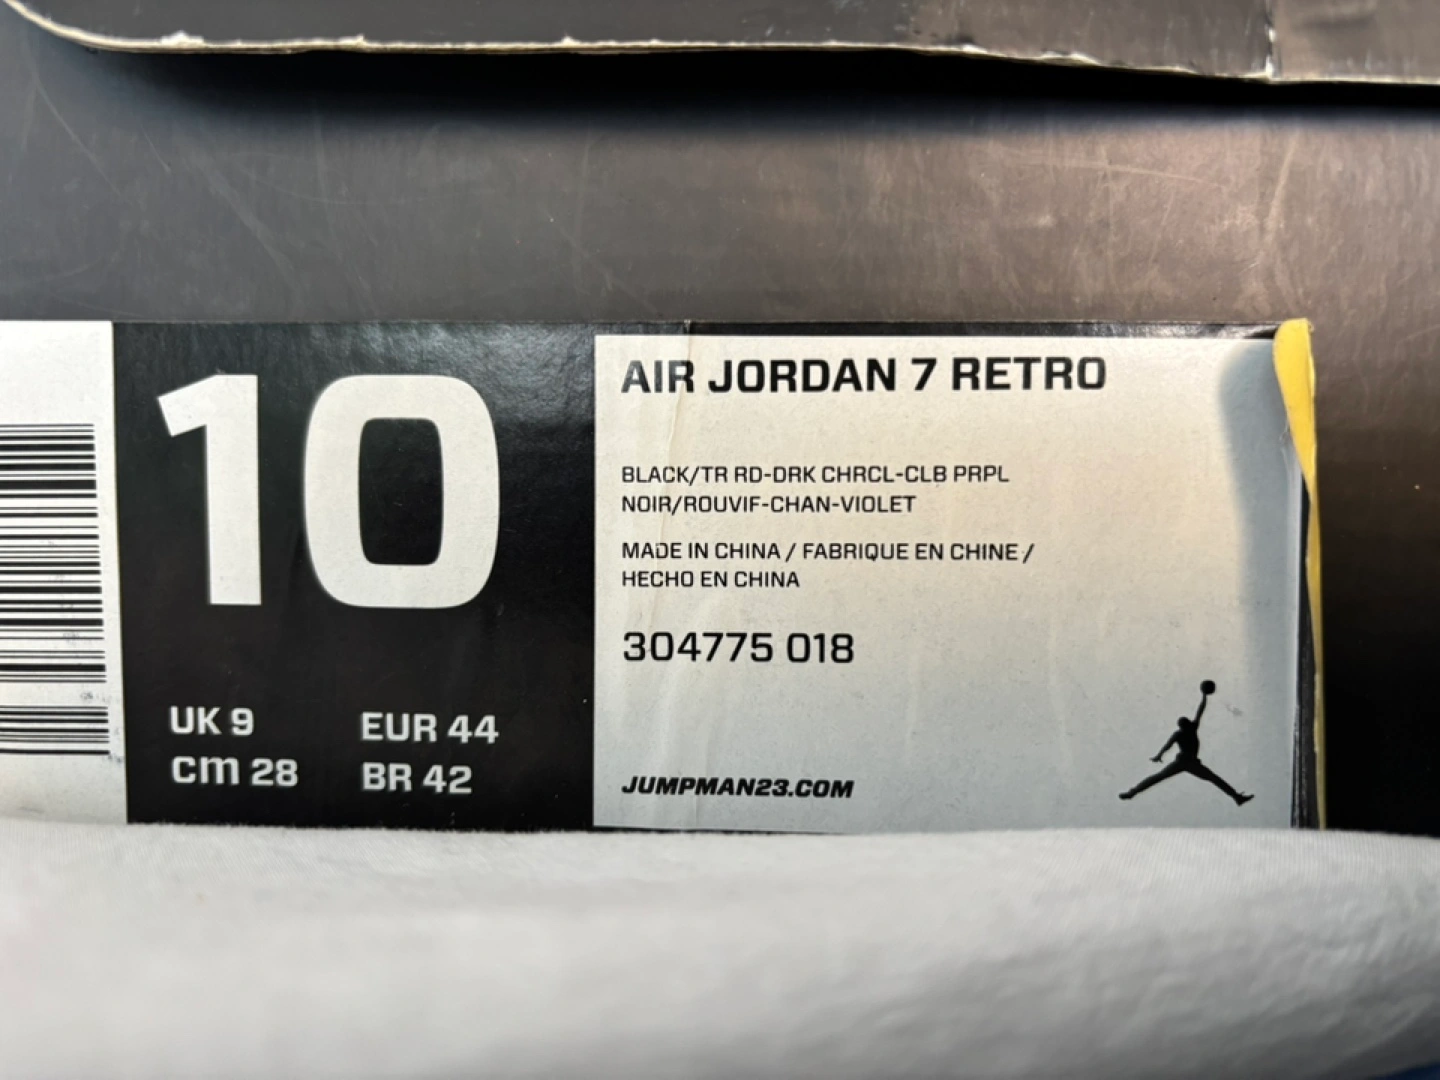 10
UK 9 EUR 44
cm 28 BR 42
AIR JORDAN 7 RETRO
BLACK/TR RD-DRK CHRCL-CLB PRPL
NOIR/ROUVIF-CHAN-VIOLET
MADE IN CHINA / FABRIQUE EN CHINE /
HECHO EN CHINA
304775 018
JUMPMAN23.COM